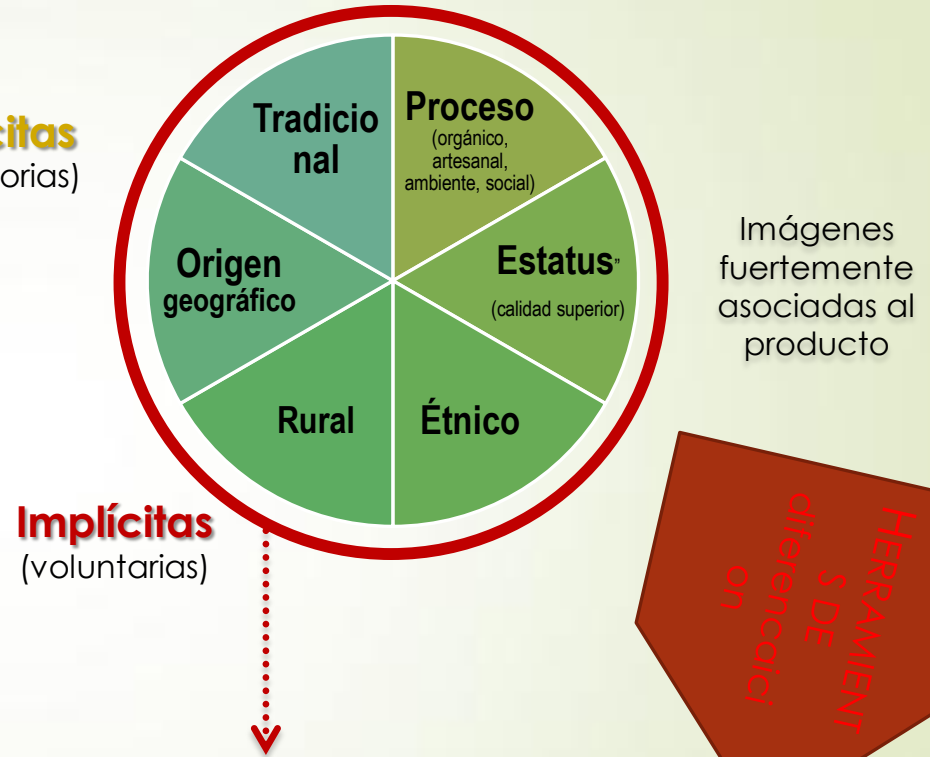 citas
orias)
Tradicio
nal
Proceso
(orgánico,
artesanal,
ambiente, social)
Origen
geográfico
Estatus”
(calidad superior)
Rural
Étnico
Imágenes
fuertemente
asociadas al
producto
Implícitas
(voluntarias)
HERRAMIENT
S DE
diferencaici
on